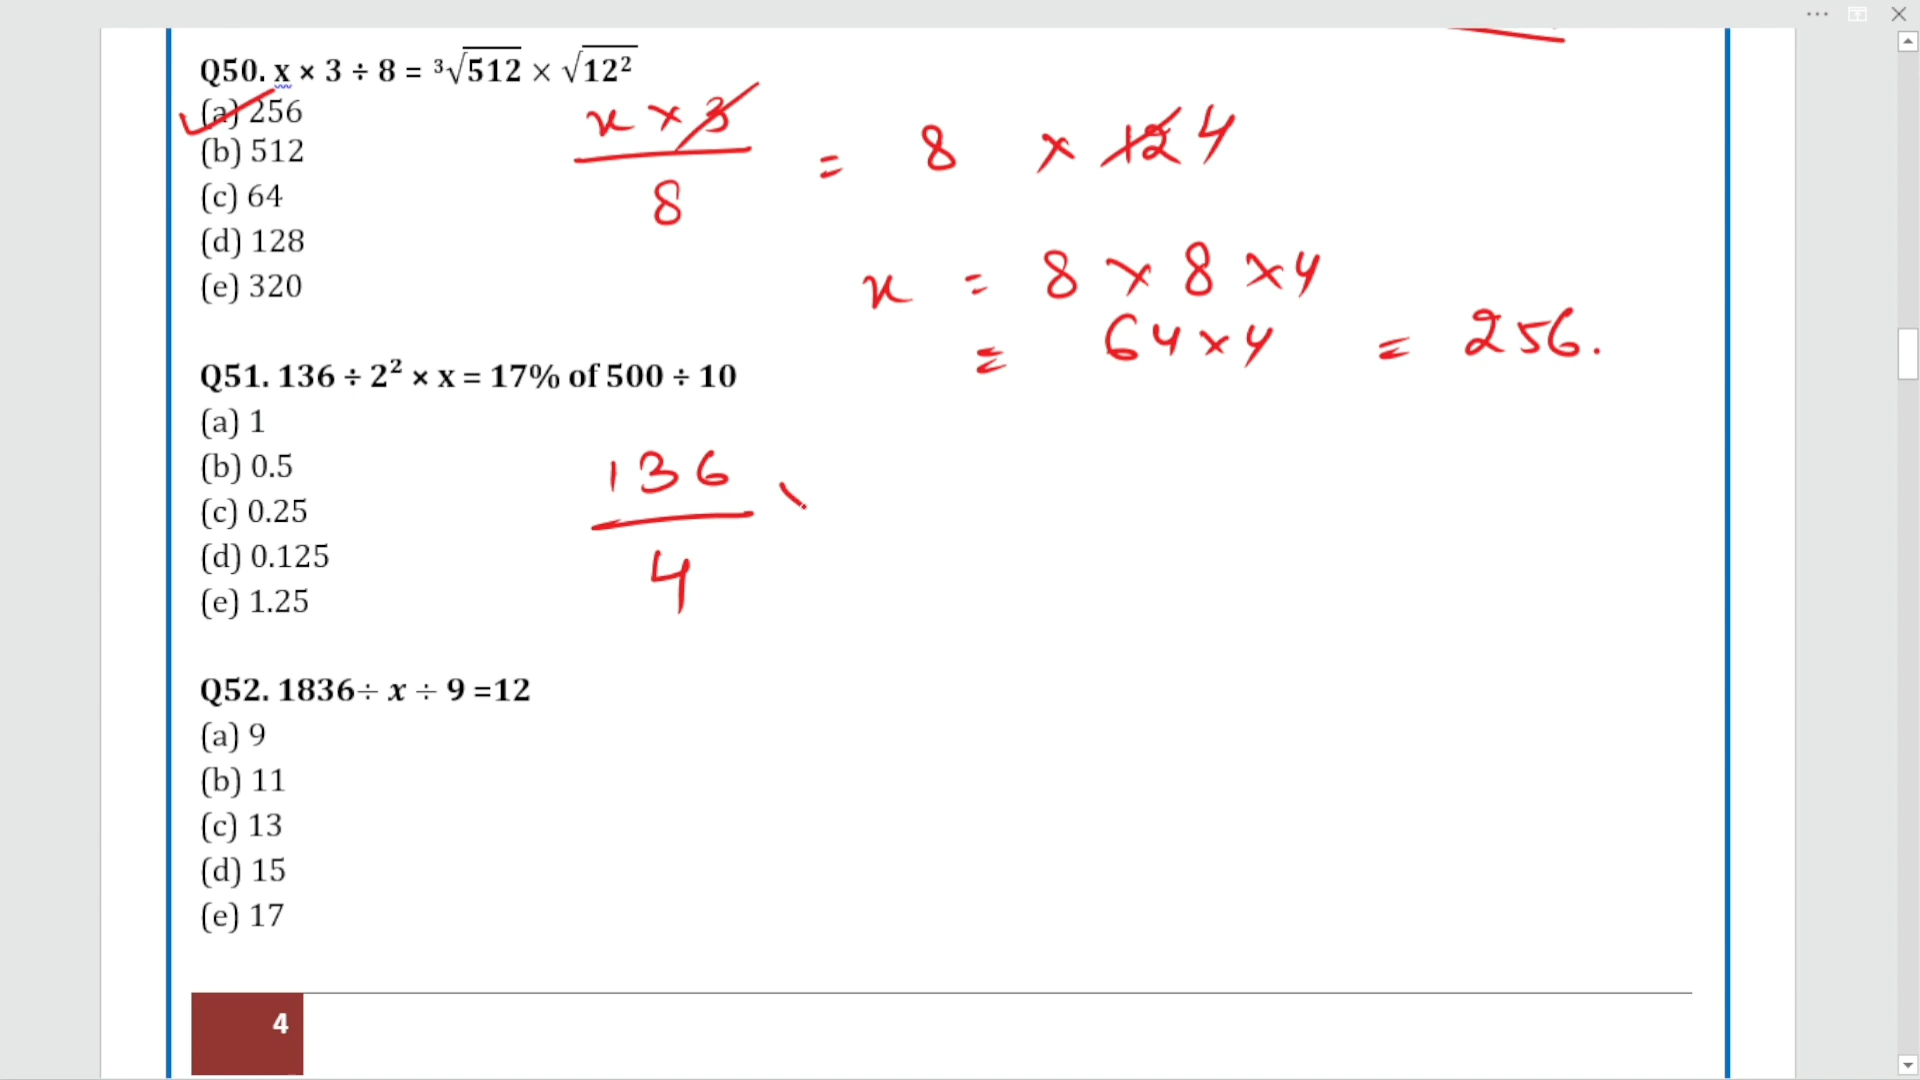 Q50. x × 3 ÷ 8 = ³√512 × √12²
(a) 256
(b) 512
(c) 64
(d) 128
(e) 320
x × 3 / 8 = 8 × 12 4
x = 8 × 8 × 4
= 64 × 4 = 256.
Q51. 136 ÷ 2² × x = 17% of 500 ÷ 10
(a) 1
(b) 0.5
(c) 0.25
(d) 0.125
(e) 1.25
136 / 4
Q52. 1836÷ x ÷ 9 =12
(a) 9
(b) 11
(c) 13
(d) 15
(e) 17
4